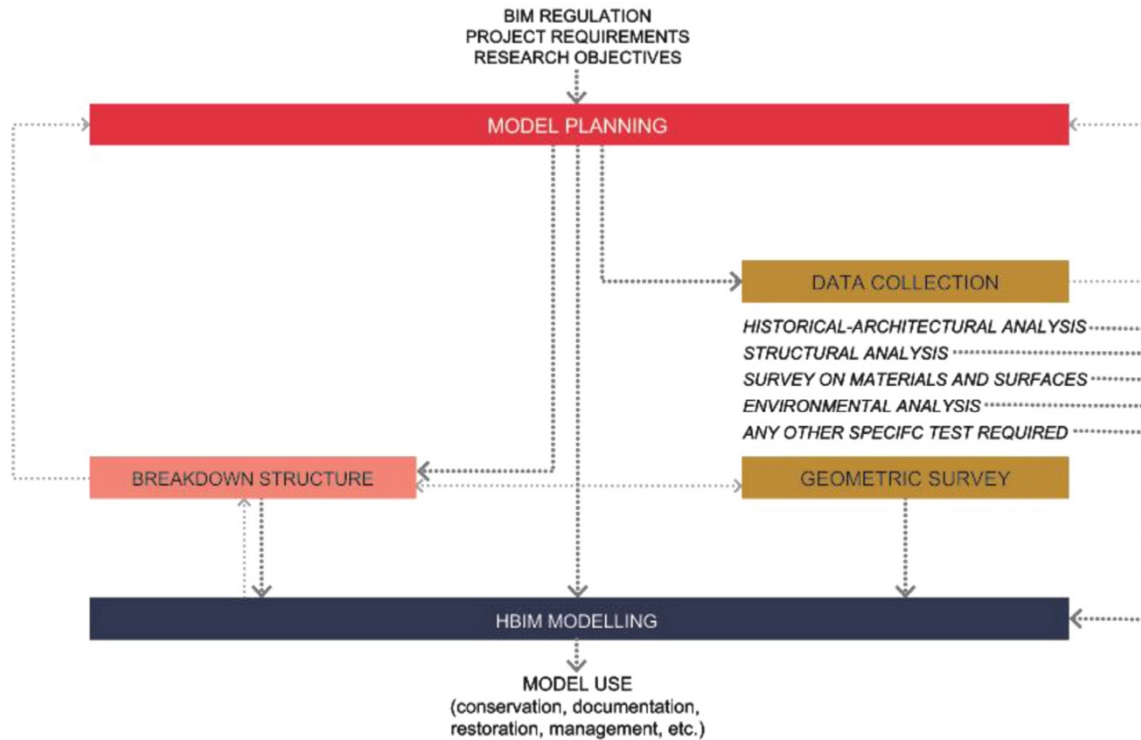 BIM REGULATION
PROJECT REQUIREMENTS
RESEARCH OBJECTIVES
MODEL PLANNING
DATA COLLECTION
HISTORICAL-ARCHITECTURAL ANALYSIS
STRUCTURAL ANALYSIS
SURVEY ON MATERIALS AND SURFACES
ENVIRONMENTAL ANALYSIS
ANY OTHER SPECIFC TEST REQUIRED
BREAKDOWN STRUCTURE
GEOMETRIC SURVEY
HBIM MODELLING
MODEL USE
(conservation, documentation,
restoration, management, etc.)